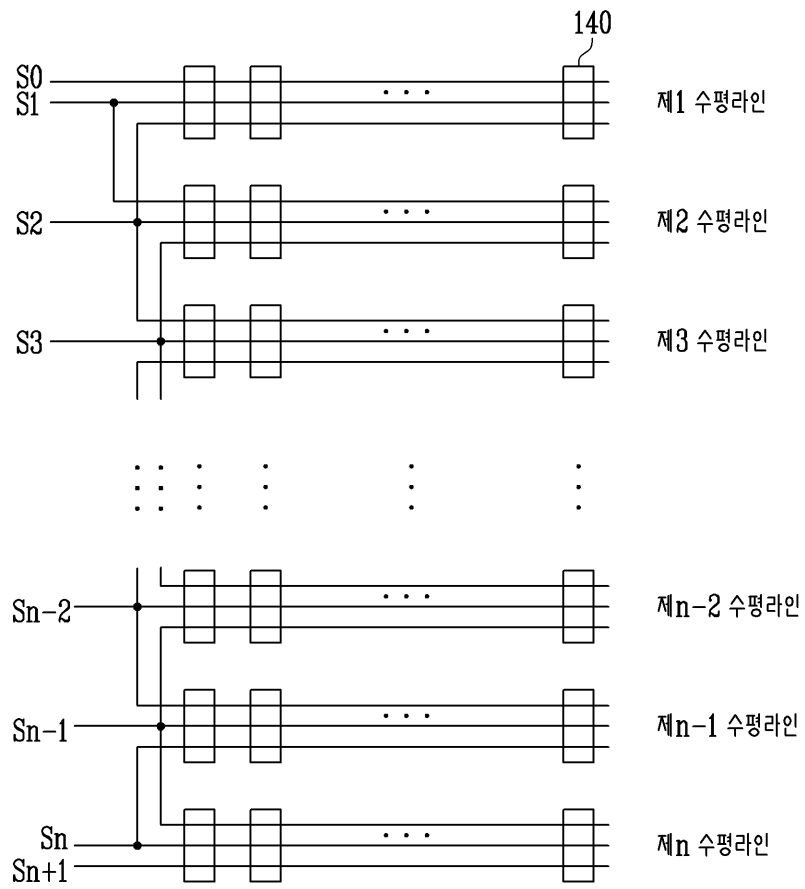 140
S0
S1
제1 수평라인
S2
제2 수평라인
S3
제3 수평라인
Sn-2
제n-2 수평라인
Sn-1
제n-1 수평라인
Sn
제n 수평라인
Sn+1